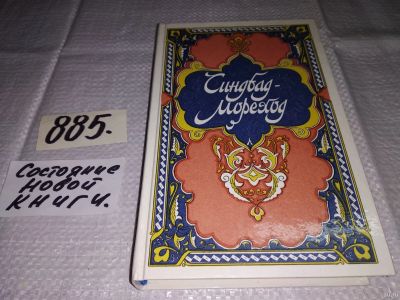 Синдбад-
Мореход
885.
Состояние
новой
книги.